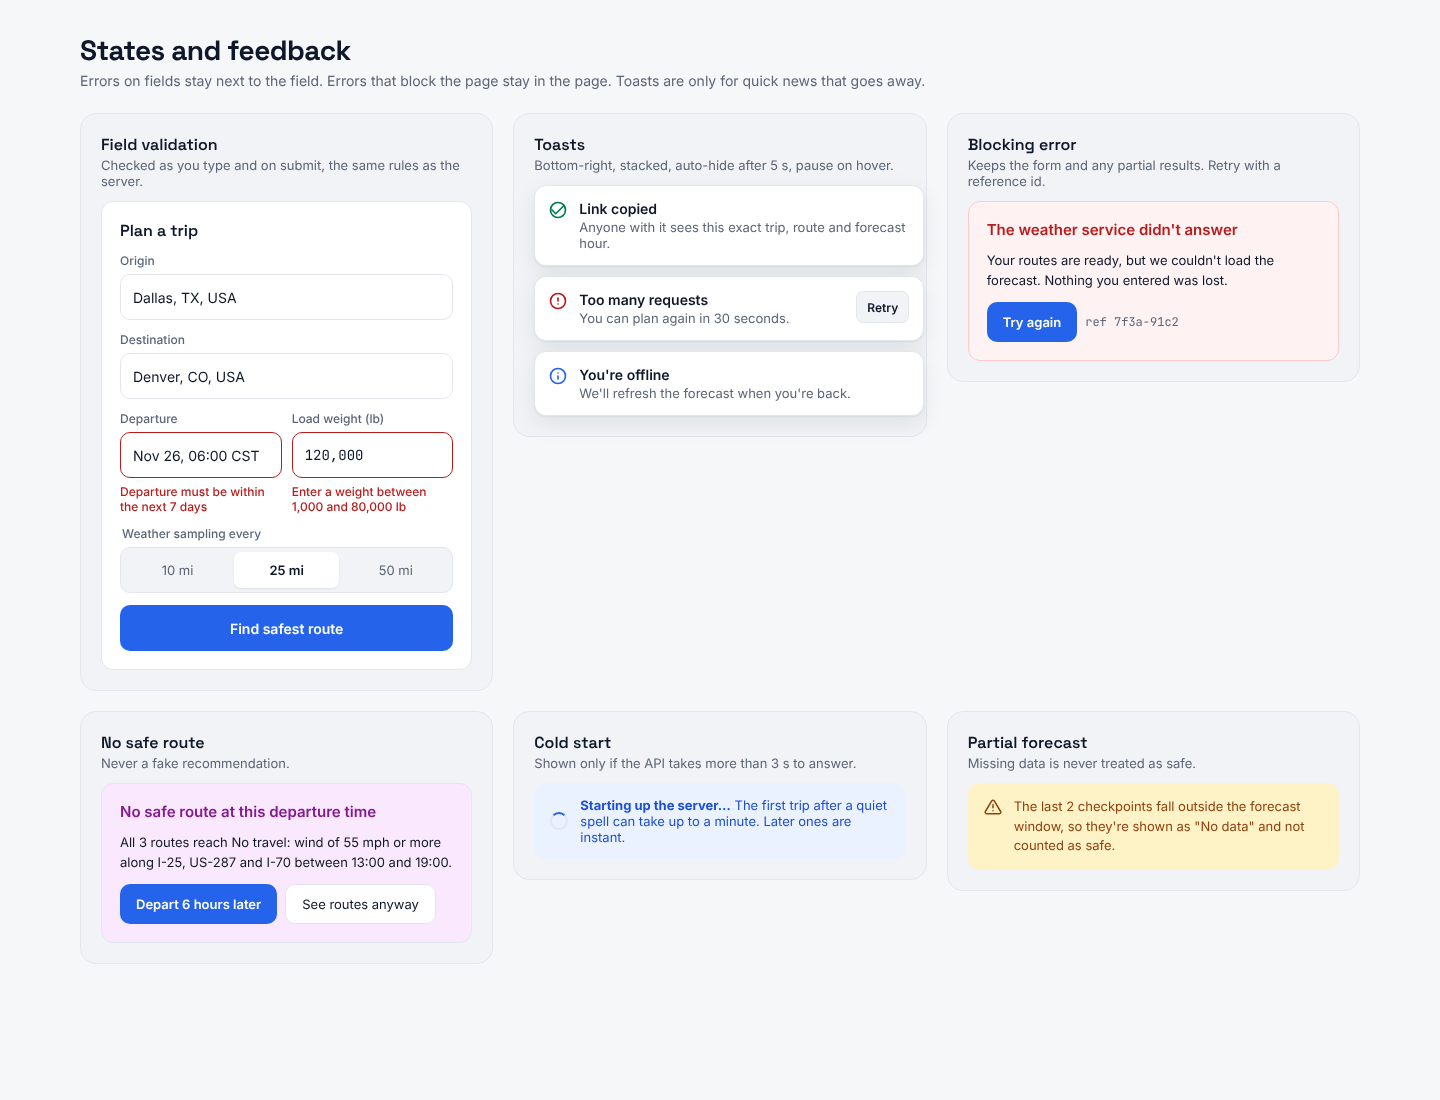 States and feedback
Errors on fields stay next to the field. Errors that block the page stay in the page. Toasts are only for quick news that goes away.
Field validation
Checked as you type and on submit, the same rules as the
server.
Plan a trip
Origin
Dallas, TX, USA
Destination
Denver, CO, USA
Departure
Load weight (lb)
Nov 26, 06:00 CST
120,000
Departure must be within
the next 7 days
Enter a weight between
1,000 and 80,000 lb
Weather sampling every
10 mi
25 mi
50 mi
Find safest route
Toasts
Bottom-right, stacked, auto-hide after 5 s, pause on hover.
Link copied
Anyone with it sees this exact trip, route and forecast
hour.
Too many requests
You can plan again in 30 seconds.
Retry
You're offline
We'll refresh the forecast when you're back.
Blocking error
Keeps the form and any partial results. Retry with a
reference id.
The weather service didn't answer
Your routes are ready, but we couldn't load the
forecast. Nothing you entered was lost.
Try again
ref 7f3a-91c2
No safe route
Never a fake recommendation.
No safe route at this departure time
All 3 routes reach No travel: wind of 55 mph or more
along I-25, US-287 and I-70 between 13:00 and 19:00.
Depart 6 hours later
See routes anyway
Cold start
Shown only if the API takes more than 3 s to answer.
Starting up the server... The first trip after a quiet
spell can take up to a minute. Later ones are
instant.
Partial forecast
Missing data is never treated as safe.
The last 2 checkpoints fall outside the forecast
window, so they're shown as "No data" and not
counted as safe.